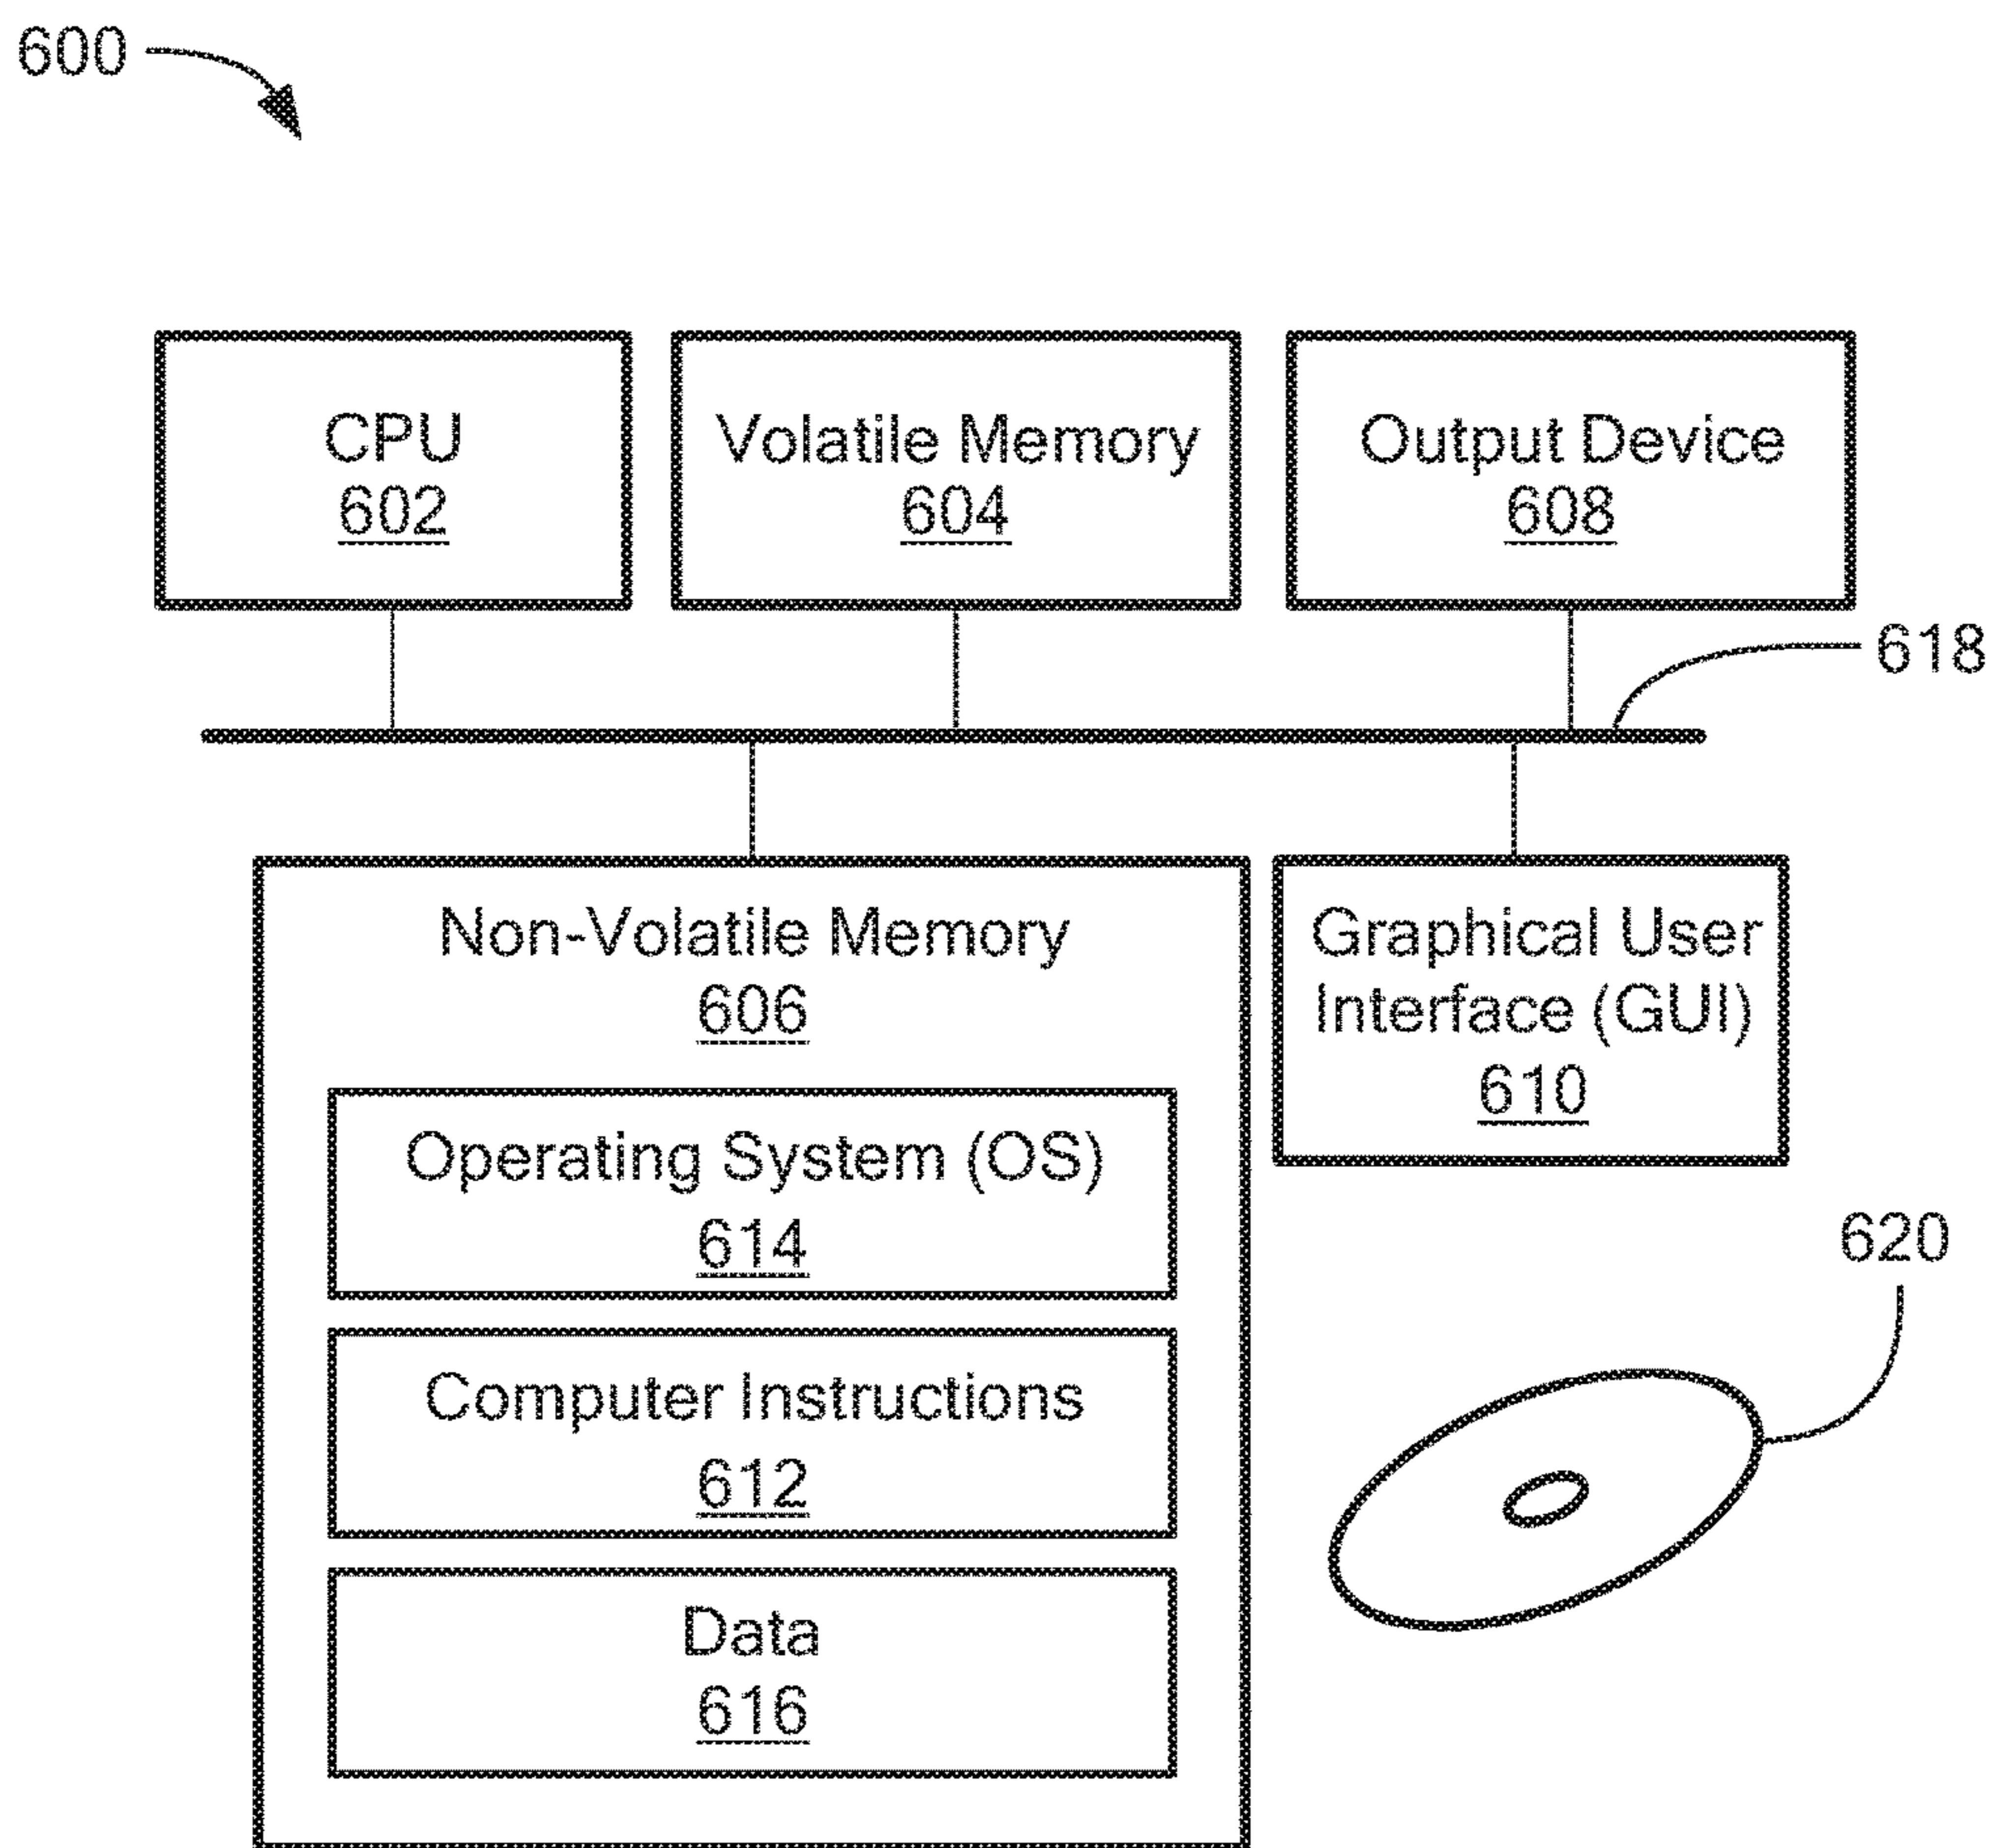 600
CPU
602
Volatile Memory
604
Output Device
608
618
Non-Volatile Memory
606
Graphical User
Interface (GUI)
610
Operating System (OS)
614
Computer Instructions
612
Data
616
620